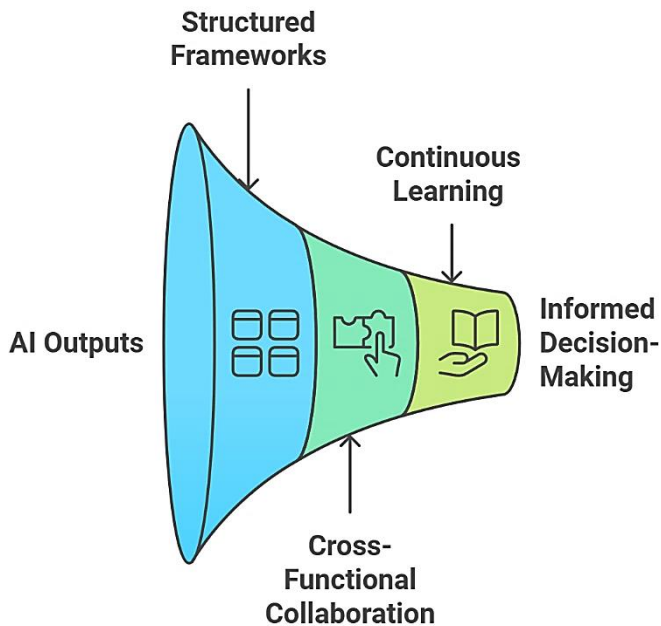 Structured
Frameworks
Continuous
Learning
AI Outputs
Informed
Decision-
Making
Cross-
Functional
Collaboration